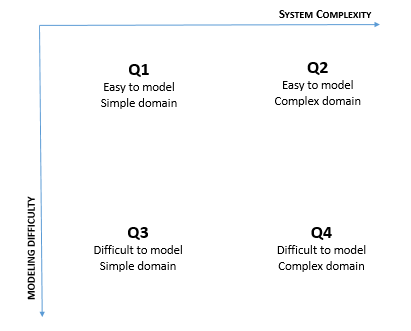 SYSTEM COMPLEXITY
Q1
Easy to model
Simple domain
Q2
Easy to model
Complex domain
MODELING DIFFICULTY
Q3
Difficult to model
Simple domain
Q4
Difficult to model
Complex domain